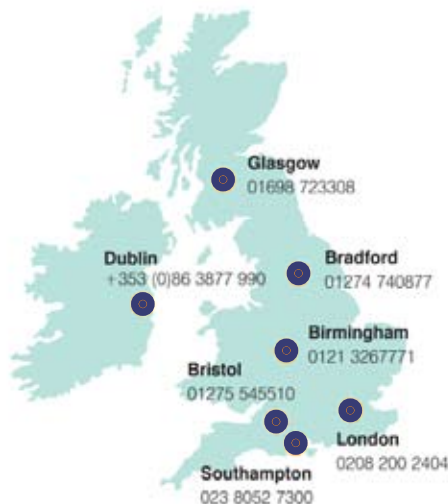 Glasgow
01698 723308
Dublin
+353 (0)86 3877 990
Bradford
01274 740877
Birmingham
0121 3267771
Bristol
01275 545510
London
0208 200 2404
Southampton
023 8052 7300